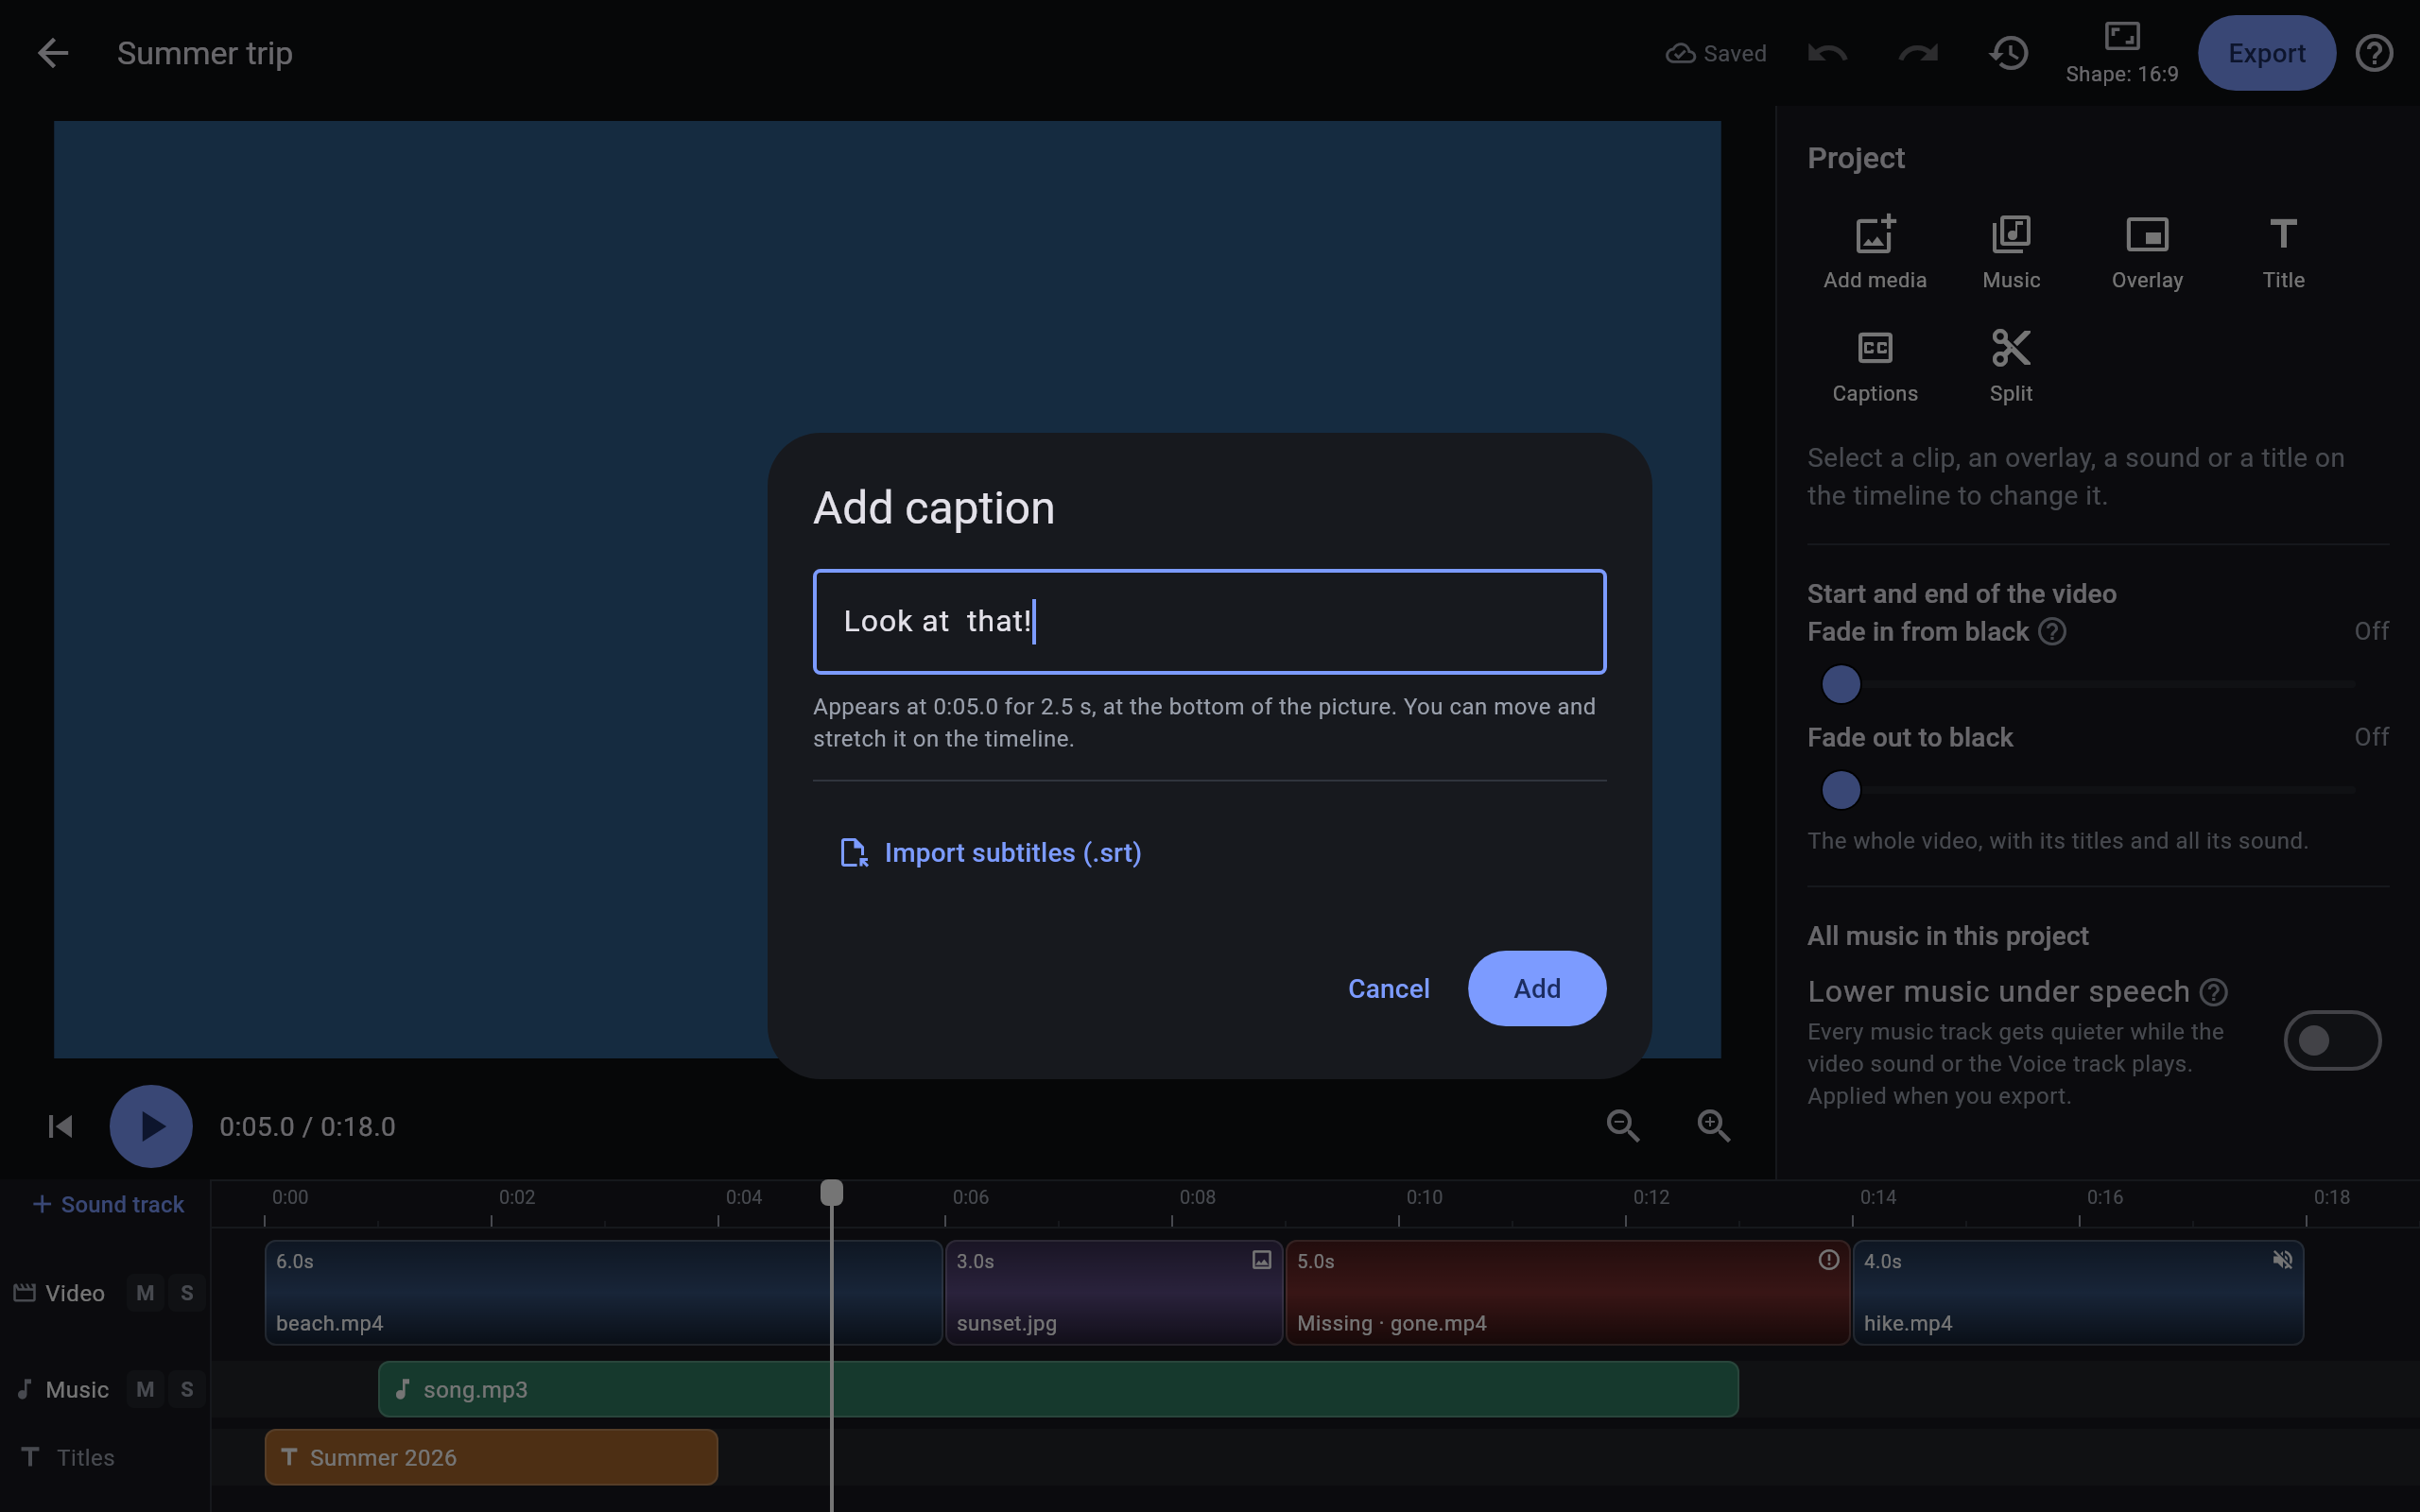 Summer trip
Saved
Shape: 16:9
Export
Project
Add media
Music
Overlay
Title
Captions
Split
Select a clip, an overlay, a sound or a title on
the timeline to change it.
Add caption
Look at  that!
Appears at 0:05.0 for 2.5 s, at the bottom of the picture. You can move and
stretch it on the timeline.
Import subtitles (.srt)
Cancel
Add
Start and end of the video
Fade in from black
Off
Fade out to black
Off
The whole video, with its titles and all its sound.
All music in this project
Lower music under speech
Every music track gets quieter while the
video sound or the Voice track plays.
Applied when you export.
0:05.0 / 0:18.0
Sound track
0:00 0:02 0:04 0:06 0:08 0:10 0:12 0:14 0:16 0:18
Video M S
6.0s
beach.mp4
3.0s
sunset.jpg
5.0s
Missing · gone.mp4
4.0s
hike.mp4
Music M S
song.mp3
Titles
Summer 2026